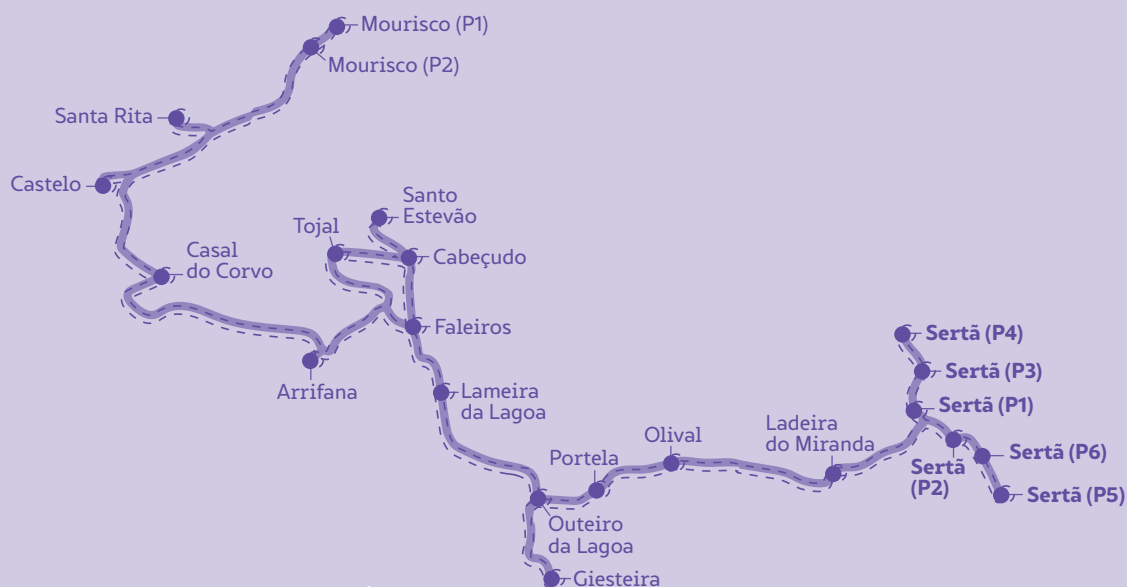 Mourisco (P1)
Mourisco (P2)
Santa Rita
Castelo
Santo
Estevão
Tojal
Cabeçudo
Casal
do Corvo
Faleiros
Arrifana
Lameira
da Lagoa
Sertã (P4)
Sertã (P3)
Sertã (P1)
Ladeira
do Miranda
Olival
Portela
Sertã
(P2)
Sertã (P6)
Sertã (P5)
Outeiro
da Lagoa
Giesteira